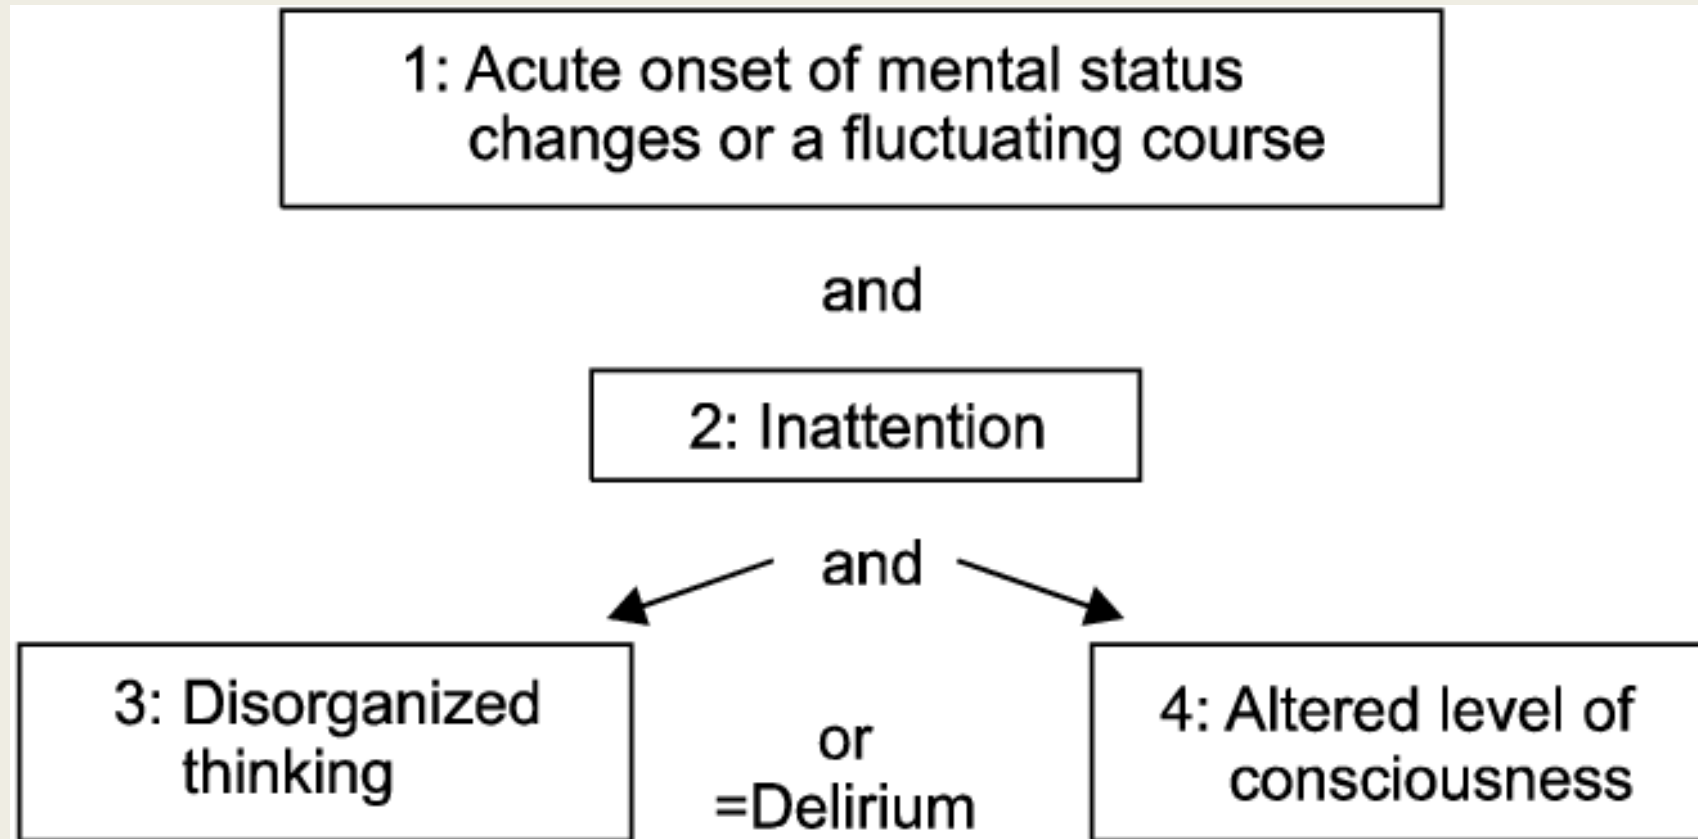 1: Acute onset of mental status
changes or a fluctuating course
and
2: Inattention
and
3: Disorganized
thinking
or
=Delirium
4: Altered level of
consciousness